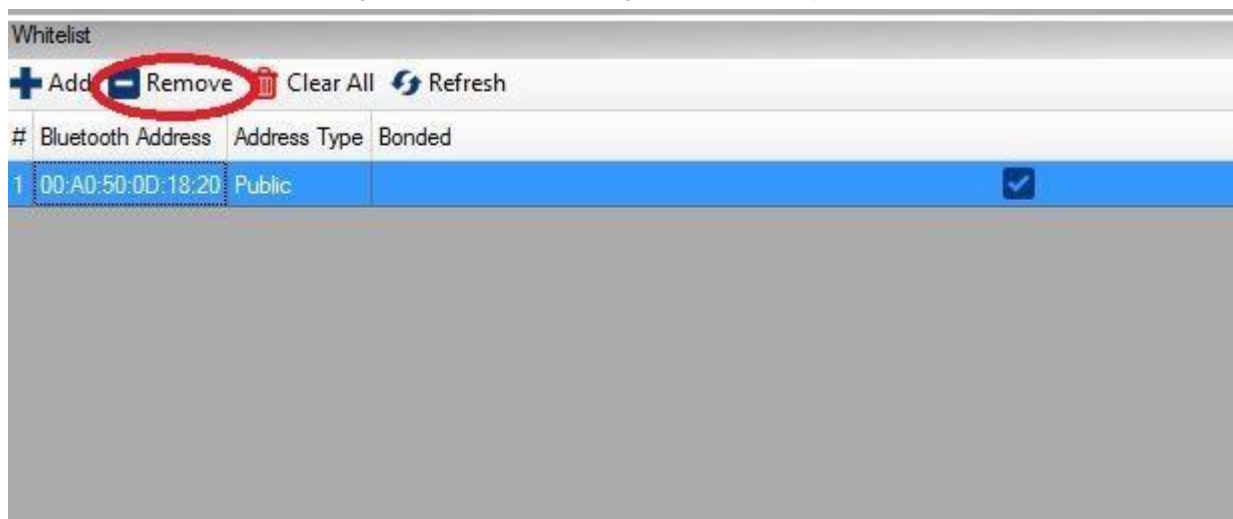 Whitelist
Add Remove Clear All Refresh
# Bluetooth Address Address Type Bonded
1 00:A0:50:0D:18:20 Public